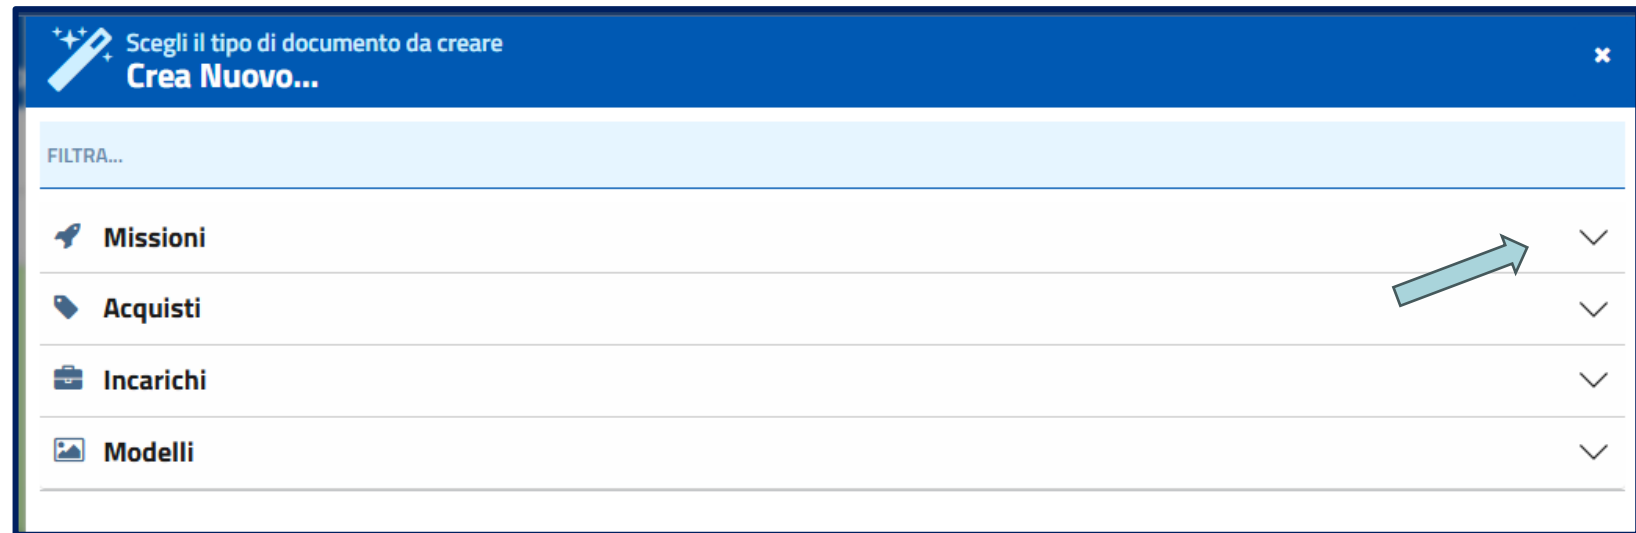 Scegli il tipo di documento da creare
Crea Nuovo...
FILTRA...
Missioni
Acquisti
Incarichi
Modelli